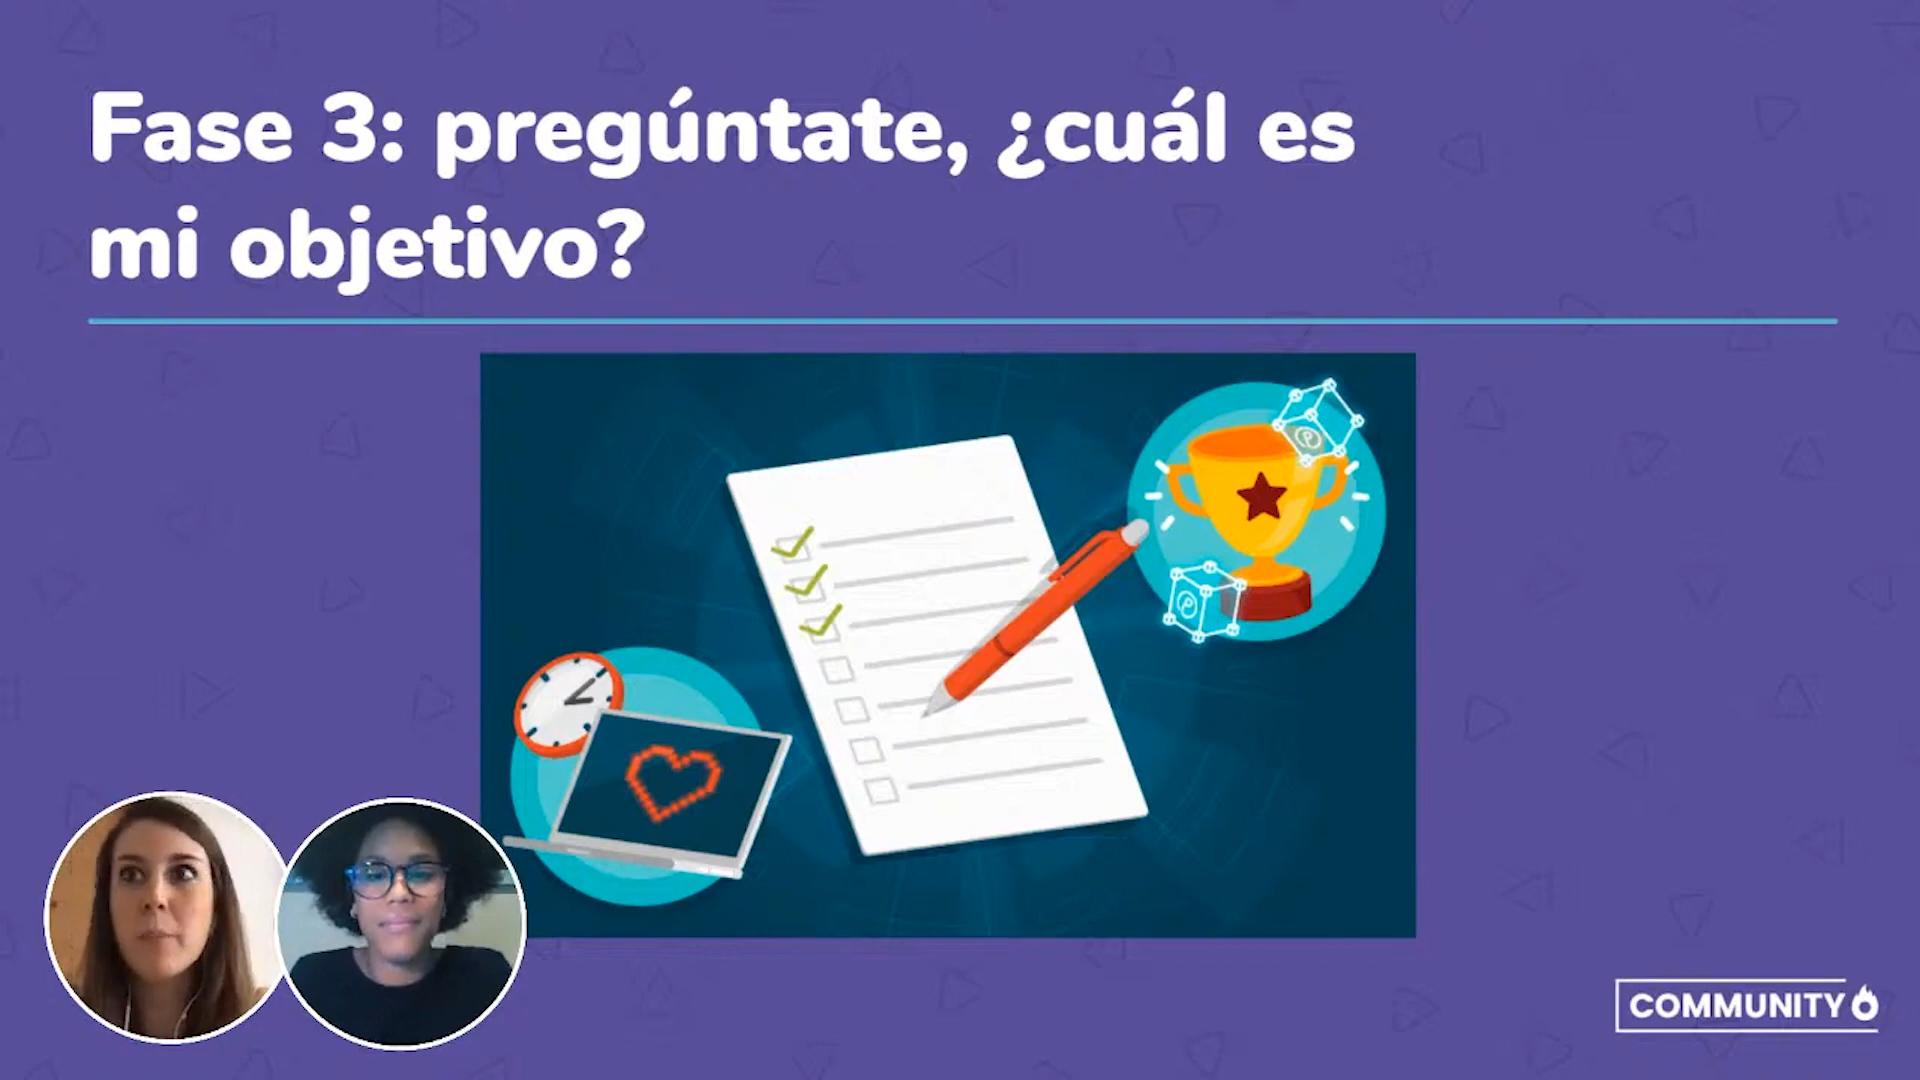 Fase 3: pregúntate, ¿cuál es
mi objetivo?
P
P
COMMUNITY